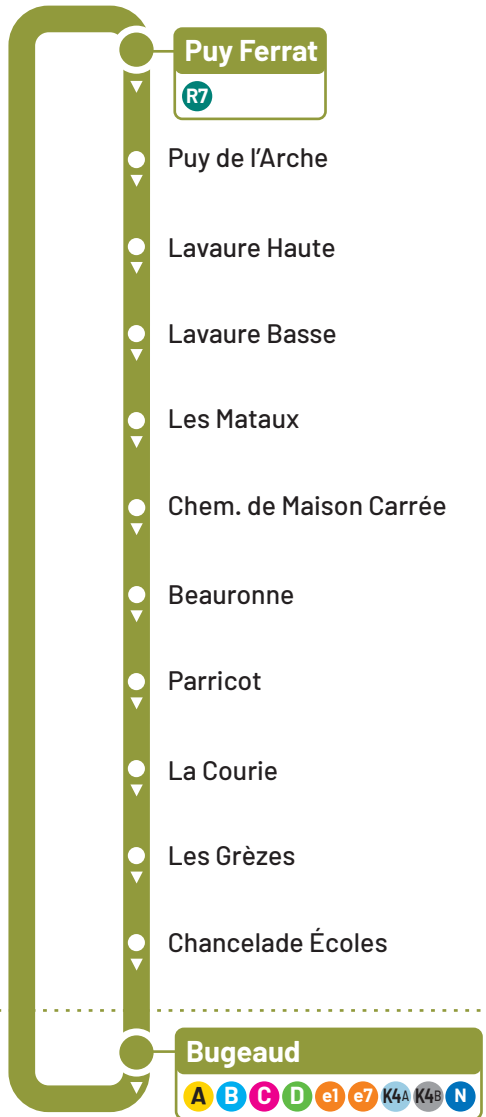 Puy Ferrat
R7
Puy de l'Arche
Lavaure Haute
Lavaure Basse
Les Mataux
Chem. de Maison Carrée
Beauronne
Parricot
La Courie
Les Grèzes
Chancelade Écoles
Bugeaud
A B C D e1 e7 K4A K4B N